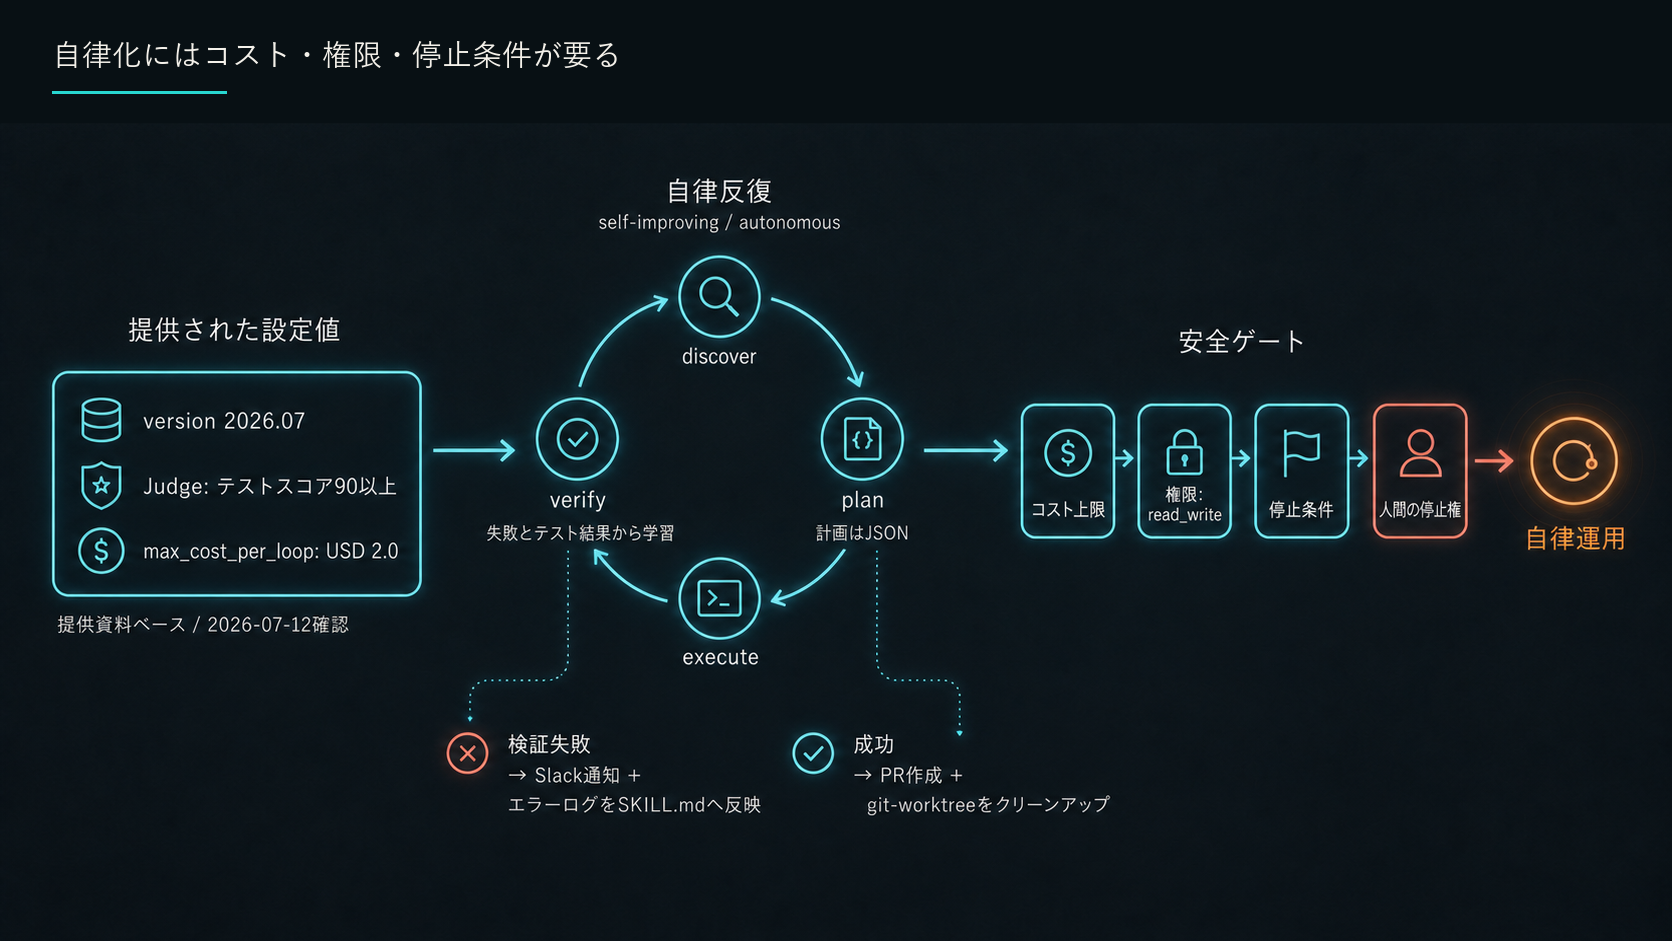 自律化にはコスト・権限・停止条件が要る
自律反復
self-improving / autonomous
discover
提供された設定値
version 2026.07
Judge: テストスコア90以上
max_cost_per_loop: USD 2.0
提供資料ベース / 2026-07-12確認
verify
失敗とテスト結果から学習
plan
計画はJSON
{}
execute
>_
検証失敗
→ Slack通知 +
エラーログをSKILL.mdへ反映
成功
→ PR作成 +
git-worktreeをクリーンアップ
安全ゲート
$
コスト上限
権限:
read_write
停止条件
人間の停止権
自律運用
$